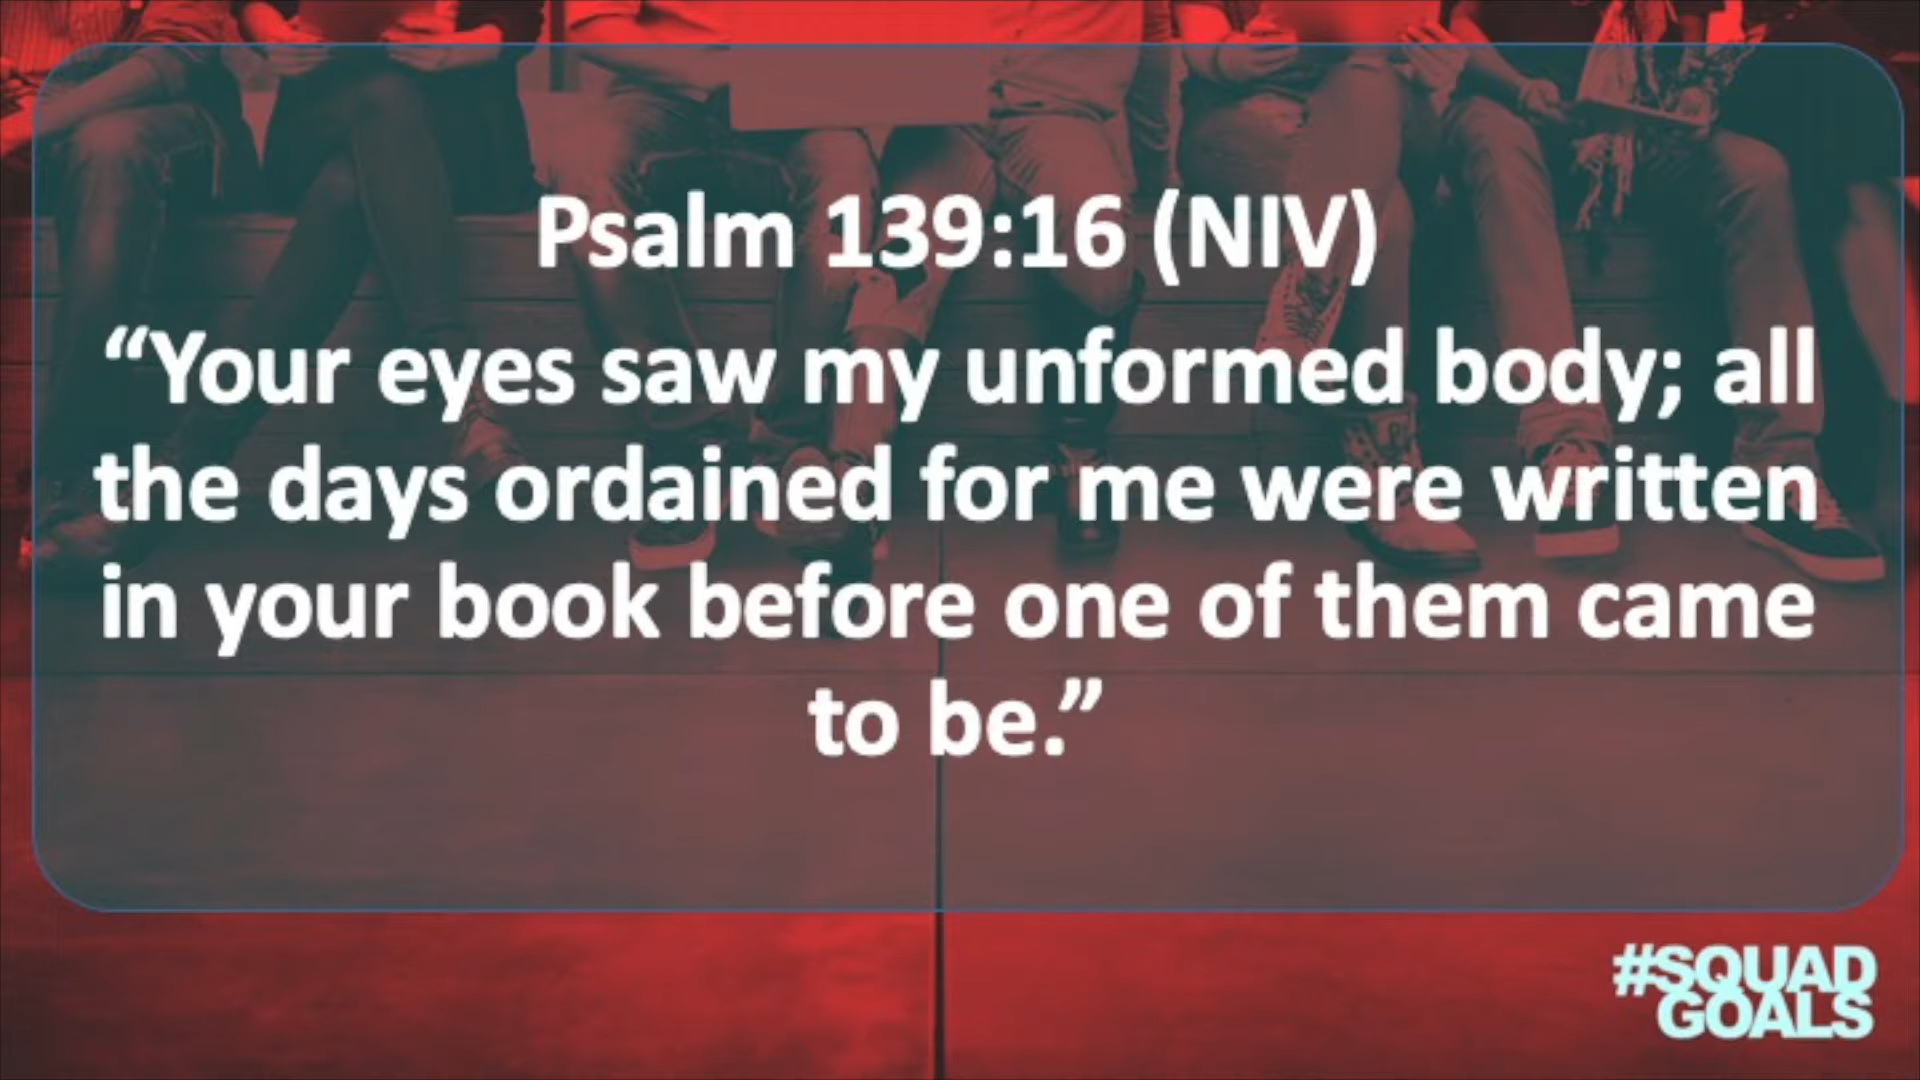 Psalm 139:16 (NIV)
“Your eyes saw my unformed body; all
the days ordained for me were written
in your book before one of them came
to be.”
#SQUAD
GOALS